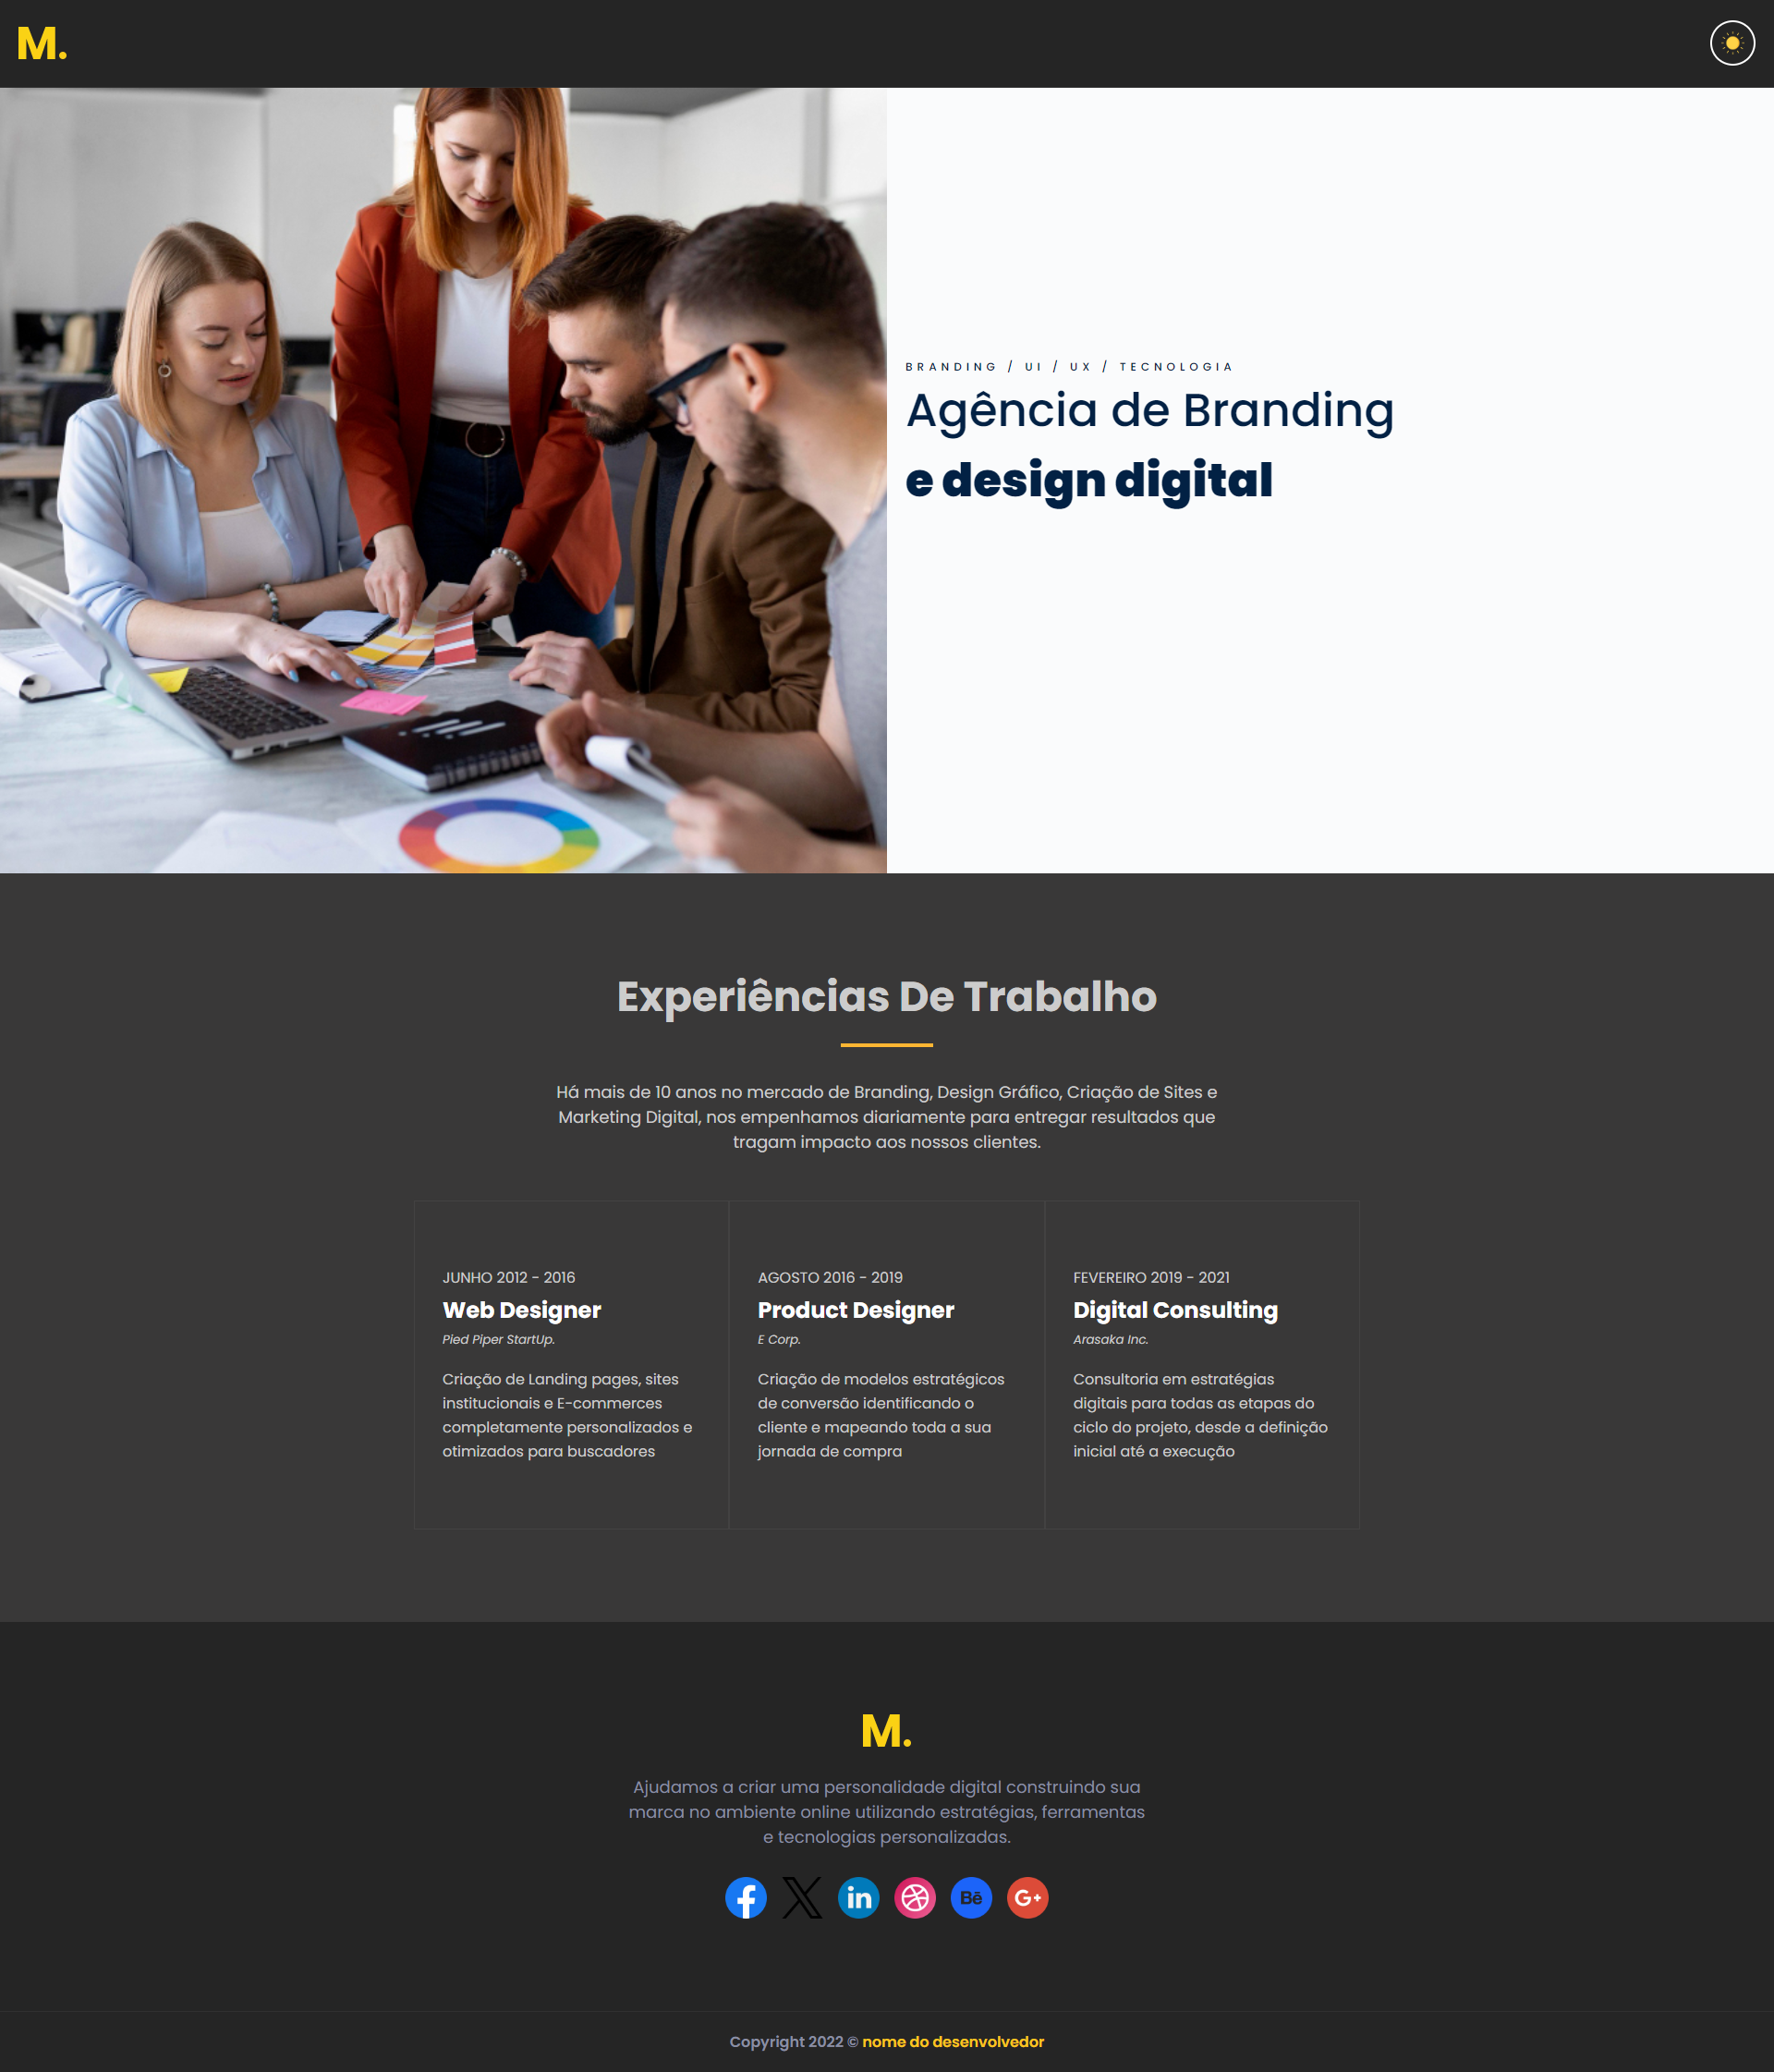 M.
BRANDING / UI / UX / TECNOLOGIA
Agência de Branding
e design digital
Experiências De Trabalho
Há mais de 10 anos no mercado de Branding, Design Gráfico, Criação de Sites e
Marketing Digital, nos empenhamos diariamente para entregar resultados que
tragam impacto aos nossos clientes.
JUNHO 2012 - 2016
Web Designer
Pied Piper StartUp.
Criação de Landing pages, sites
institucionais e E-commerces
completamente personalizados e
otimizados para buscadores
AGOSTO 2016 - 2019
Product Designer
E Corp.
Criação de modelos estratégicos
de conversão identificando o
cliente e mapeando toda a sua
jornada de compra
FEVEREIRO 2019 - 2021
Digital Consulting
Arasaka Inc.
Consultoria em estratégias
digitais para todas as etapas do
ciclo do projeto, desde a definição
inicial até a execução
M.
Ajudamos a criar uma personalidade digital construindo sua
marca no ambiente online utilizando estratégias, ferramentas
e tecnologias personalizadas.
f X in Bē G+
Copyright 2022 © nome do desenvolvedor